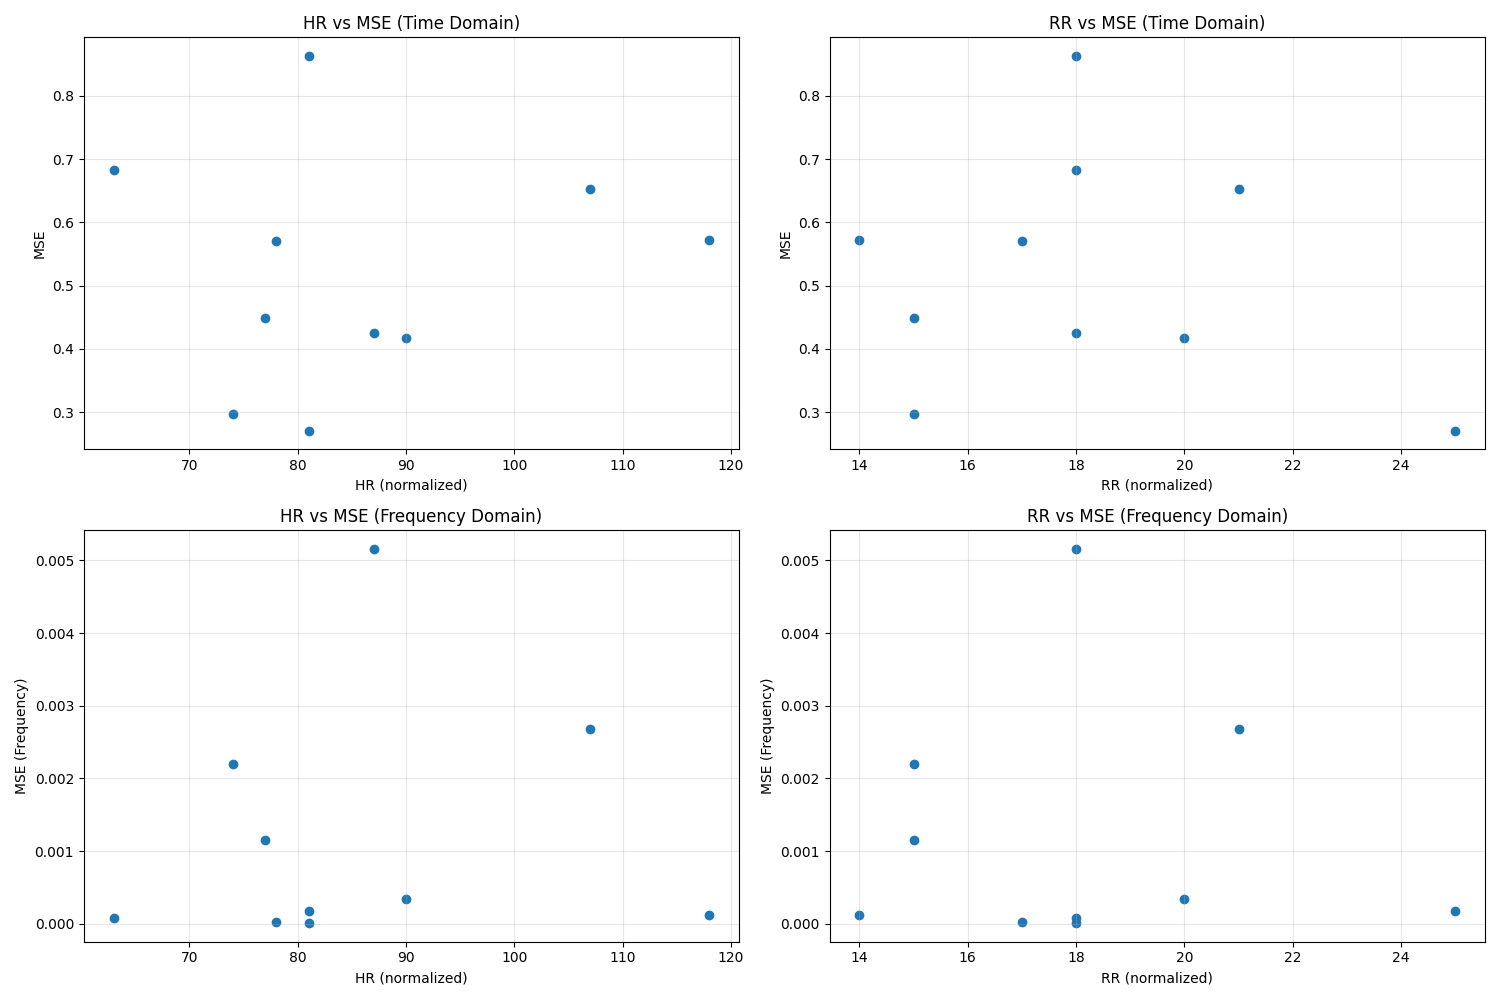 HR vs MSE (Time Domain)
MSE
0.8
0.7
0.6
0.5
0.4
0.3
70 80 90 100 110 120
HR (normalized)
RR vs MSE (Time Domain)
MSE
0.8
0.7
0.6
0.5
0.4
0.3
14 16 18 20 22 24
RR (normalized)
HR vs MSE (Frequency Domain)
MSE (Frequency)
0.005
0.004
0.003
0.002
0.001
0.000
70 80 90 100 110 120
HR (normalized)
RR vs MSE (Frequency Domain)
MSE (Frequency)
0.005
0.004
0.003
0.002
0.001
0.000
14 16 18 20 22 24
RR (normalized)